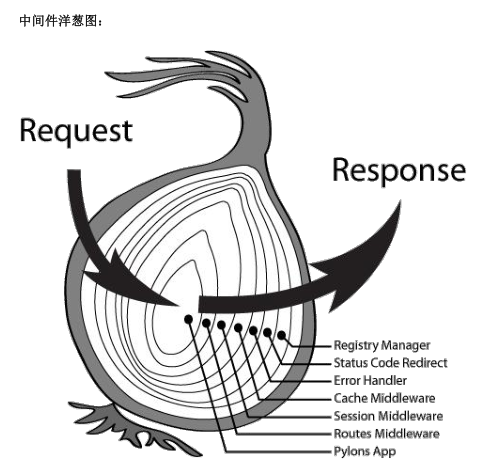 中间件洋葱图：
Request
Response
Registry Manager
Status Code Redirect
Error Handler
Cache Middleware
Session Middleware
Routes Middleware
Pylons App